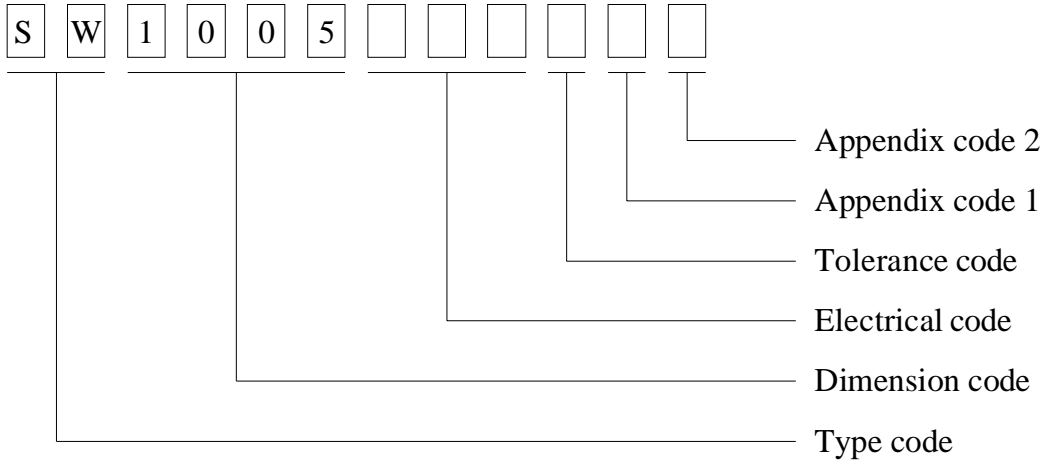 S W 1 0 0 5
Appendix code 2
Appendix code 1
Tolerance code
Electrical code
Dimension code
Type code